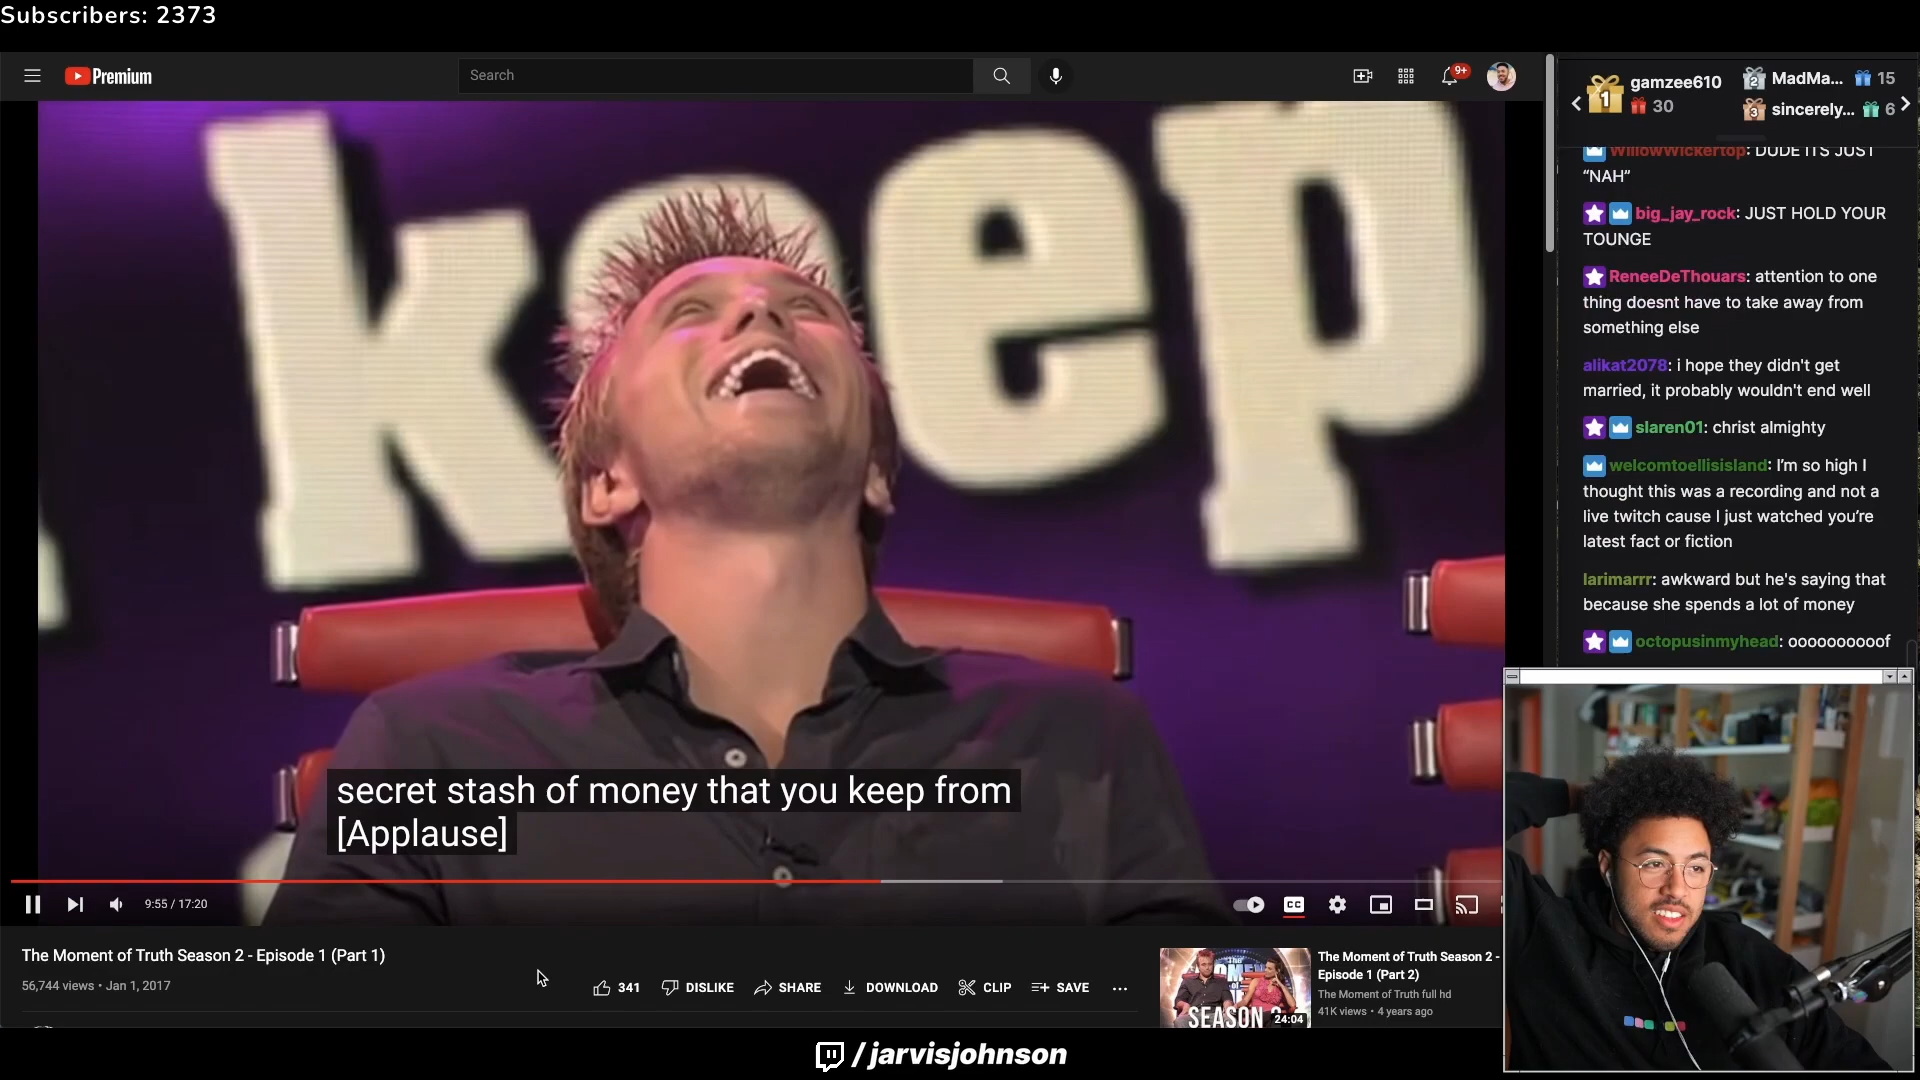 Subscribers: 2373
Premium
Search
9+
1
gamzee610
30
2
MadMa... 15
3
sincerely... 6
WillowWickertop: DUDE ITS JUST
“NAH”
big_jay_rock: JUST HOLD YOUR
TOUNGE
ReneeDeThouars: attention to one
thing doesnt have to take away from
something else
alikat2078: i hope they didn't get
married, it probably wouldn't end well
slaren01: christ almighty
welcomtoellisisland: I’m so high I
thought this was a recording and not a
live twitch cause I just watched you’re
latest fact or fiction
larimarrr: awkward but he's saying that
because she spends a lot of money
octopusinmyhead: oooooooooof
keep
secret stash of money that you keep from
[Applause]
9:55 / 17:20
CC
The Moment of Truth Season 2 - Episode 1 (Part 1)
56,744 views • Jan 1, 2017
341
DISLIKE
SHARE
DOWNLOAD
CLIP
SAVE
SEASON
24:04
The Moment of Truth Season 2 -
Episode 1 (Part 2)
The Moment of Truth full hd
41K views • 4 years ago
/jarvisjohnson